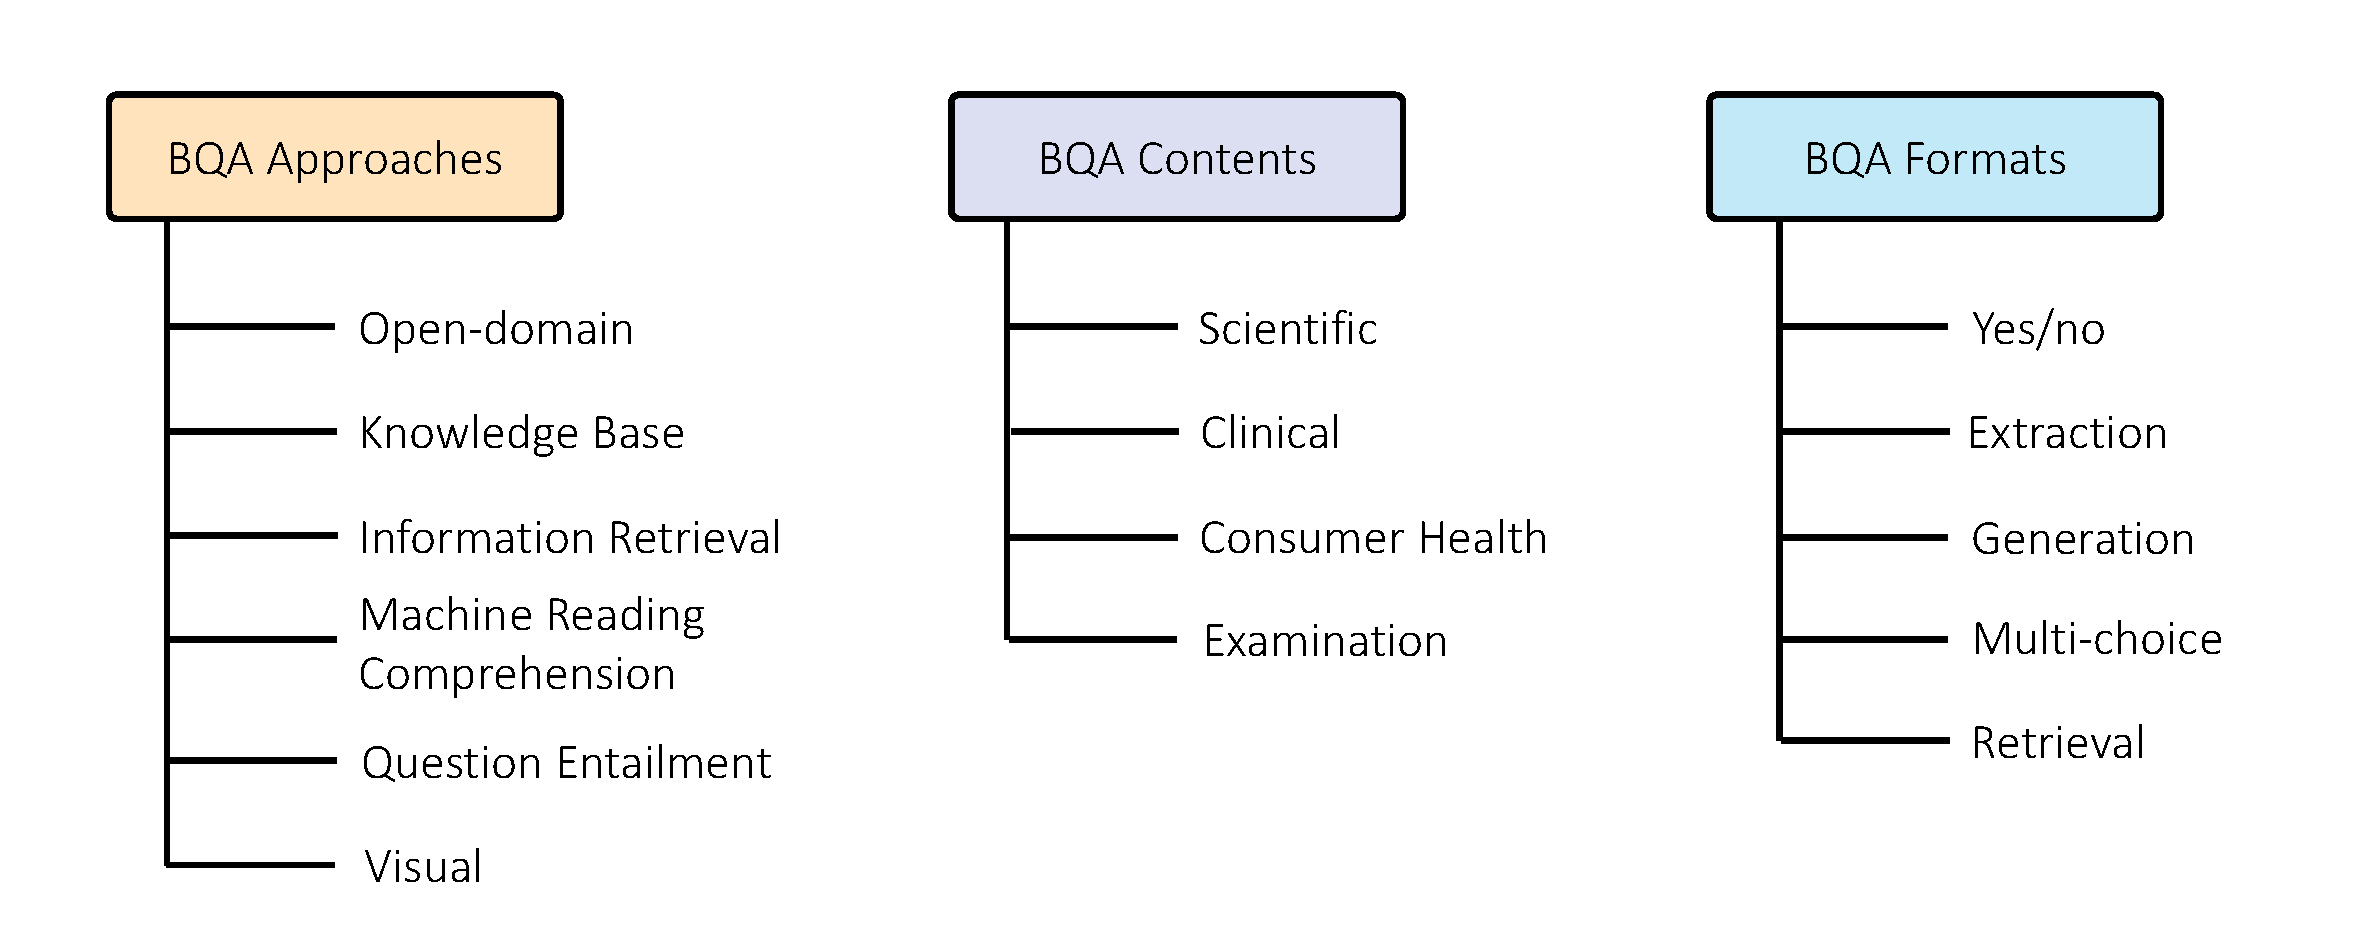 BQA Approaches
Open-domain
Knowledge Base
Information Retrieval
Machine Reading
Comprehension
Question Entailment
Visual
BQA Contents
Scientific
Clinical
Consumer Health
Examination
BQA Formats
Yes/no
Extraction
Generation
Multi-choice
Retrieval